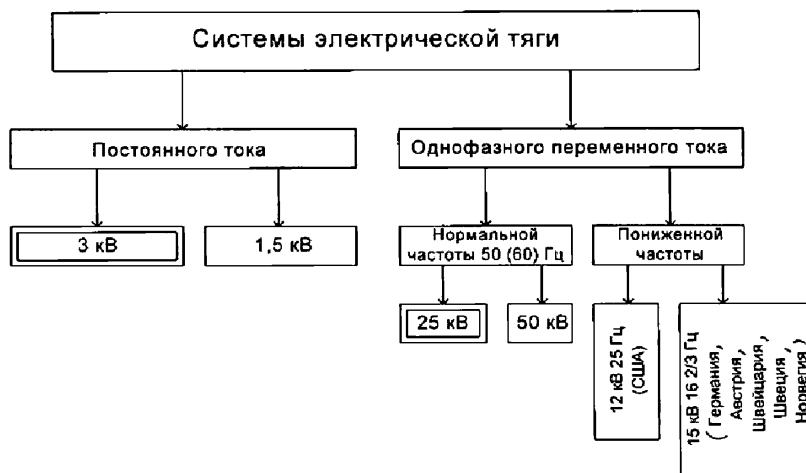 Системы электрической тяги
Постоянного тока
Однофазного переменного тока
3 кВ
1,5 кВ
Нормальной
частоты 50 (60) Гц
Пониженной
частоты
25 кВ
50 кВ
12 кВ 25 Гц
(США)
15 кВ 16 2/3 Гц
(Германия,
Австрия,
Швейцария,
Швеция,
Норвегия)